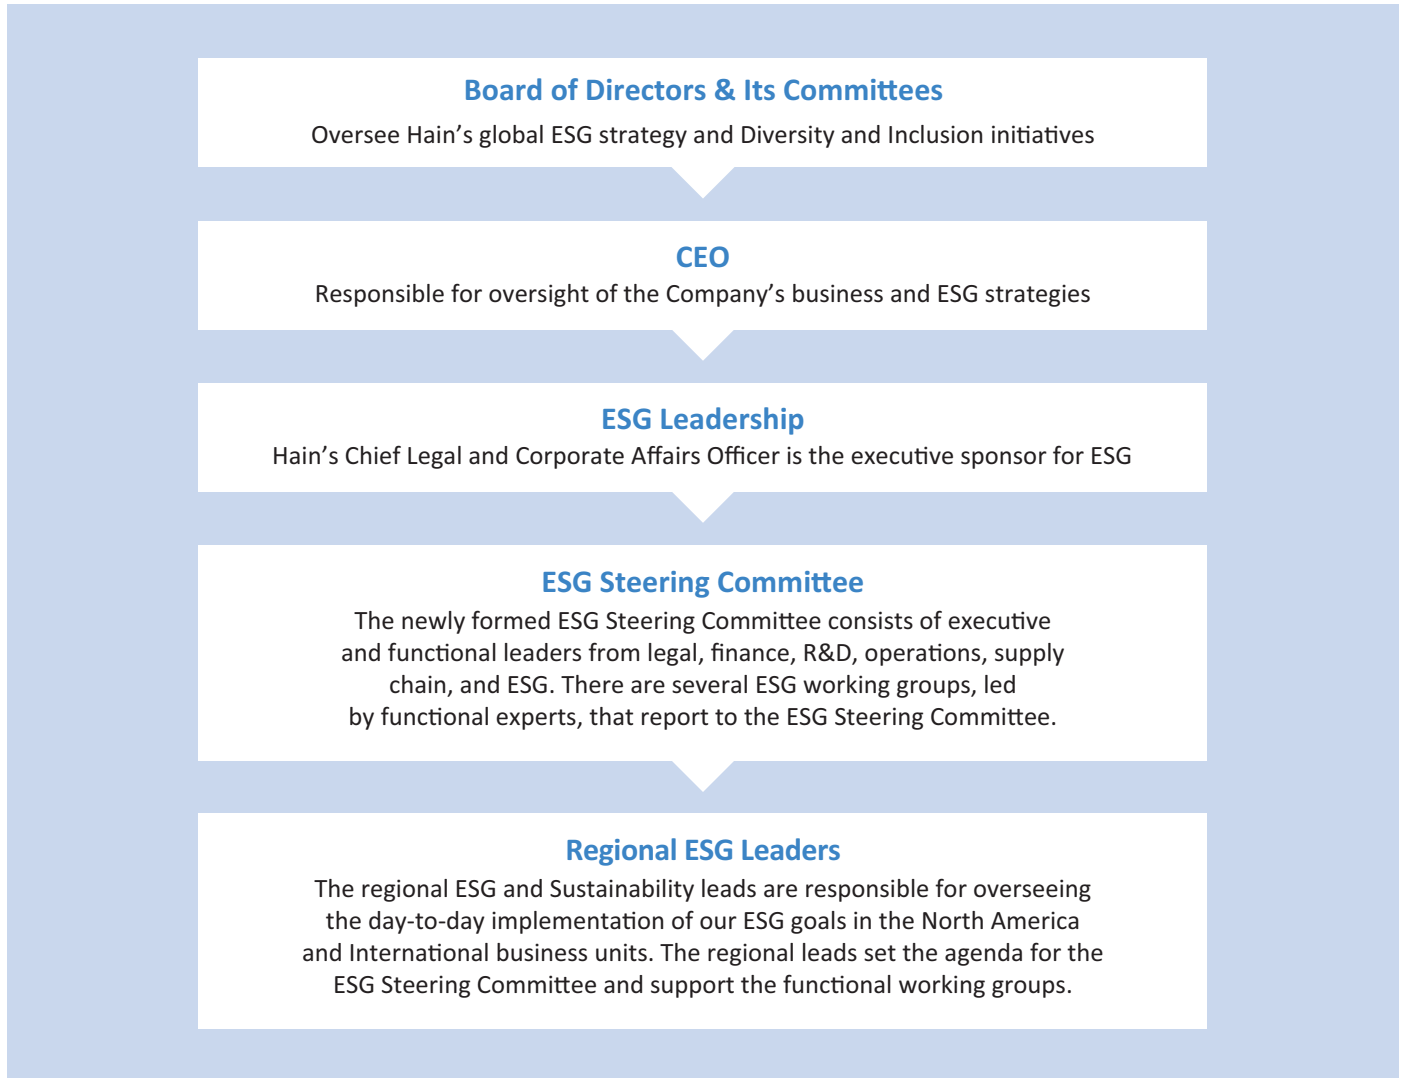 Board of Directors & Its Committees
Oversee Hain’s global ESG strategy and Diversity and Inclusion initiatives
CEO
Responsible for oversight of the Company’s business and ESG strategies
ESG Leadership
Hain’s Chief Legal and Corporate Affairs Officer is the executive sponsor for ESG
ESG Steering Committee
The newly formed ESG Steering Committee consists of executive
and functional leaders from legal, finance, R&D, operations, supply
chain, and ESG. There are several ESG working groups, led
by functional experts, that report to the ESG Steering Committee.
Regional ESG Leaders
The regional ESG and Sustainability leads are responsible for overseeing
the day-to-day implementation of our ESG goals in the North America
and International business units. The regional leads set the agenda for the
ESG Steering Committee and support the functional working groups.